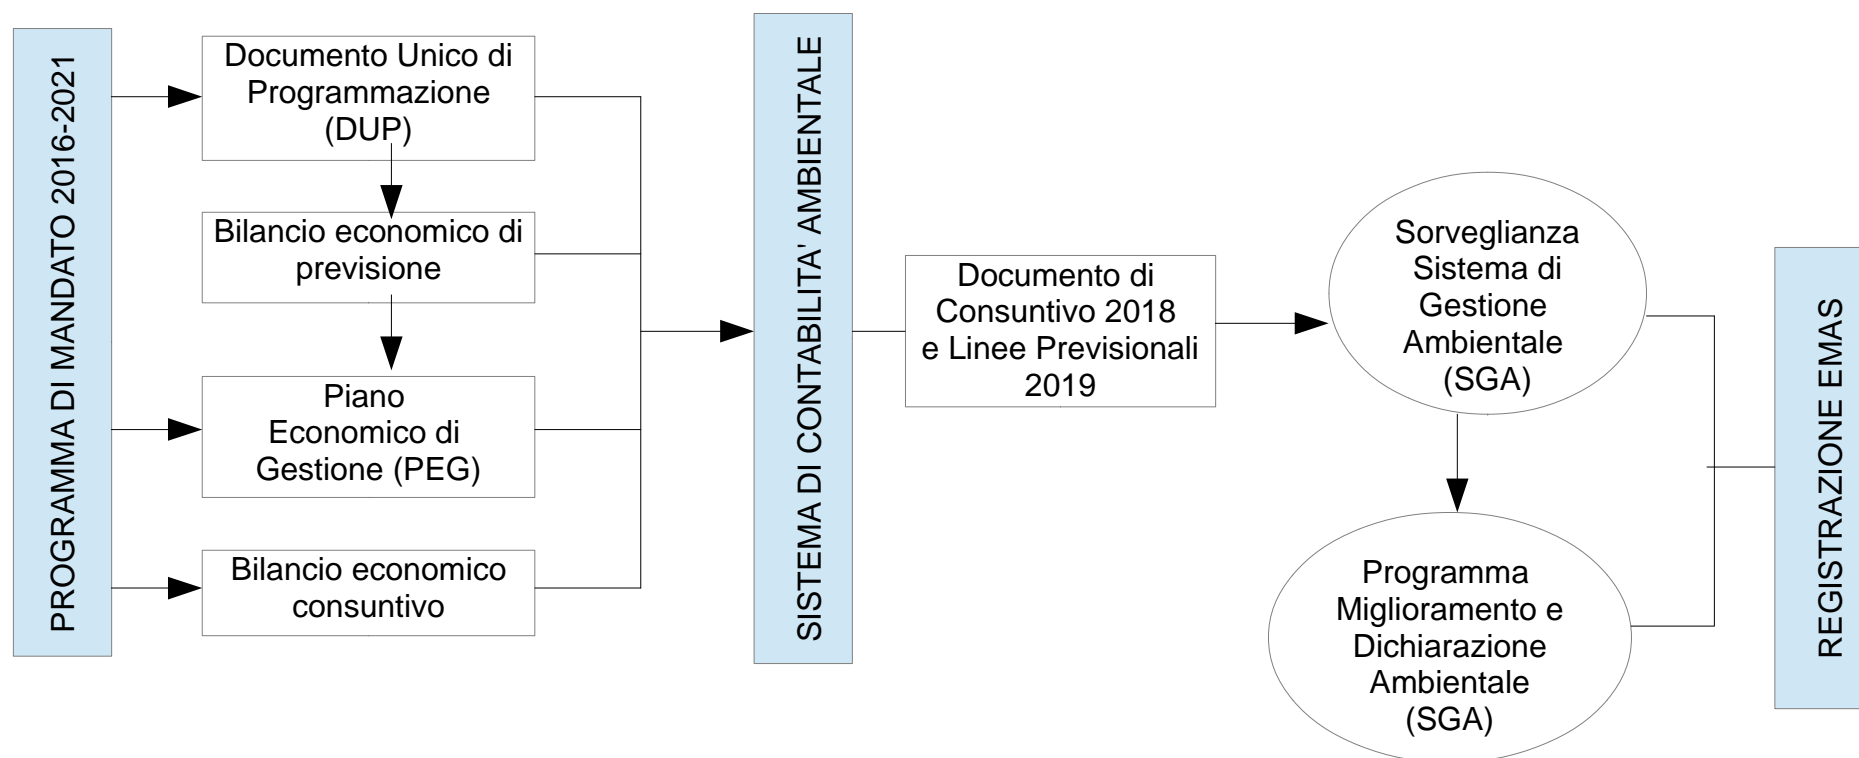 PROGRAMMA DI MANDATO 2016-2021
Documento Unico di
Programmazione
(DUP)
Bilancio economico di
previsione
Piano
Economico di
Gestione (PEG)
Bilancio economico
consuntivo
SISTEMA DI CONTABILITA' AMBIENTALE
Documento di
Consuntivo 2018
e Linee Previsionali
2019
Sorveglianza
Sistema di
Gestione
Ambientale
(SGA)
Programma
Miglioramento e
Dichiarazione
Ambientale
(SGA)
REGISTRAZIONE EMAS